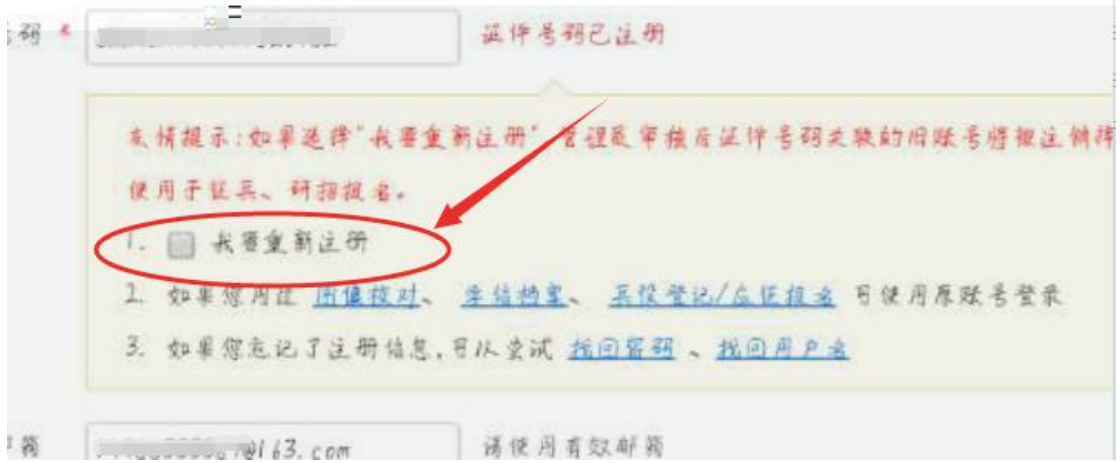 码 * 证件号码已注册
友情提示:如果选择"我要重新注册" 管理员审核后证件号码关联的旧账号将被注销
使用于征兵、研招报名。
1. 我要重新注册
2. 如果您用过 图像校对、 学信档案、 兵役登记/应征报名 可使用原账号登录
3. 如果您忘记了注册信息,可以尝试 找回密码 、找回用户名
邮箱 @163.com 请使用有效邮箱